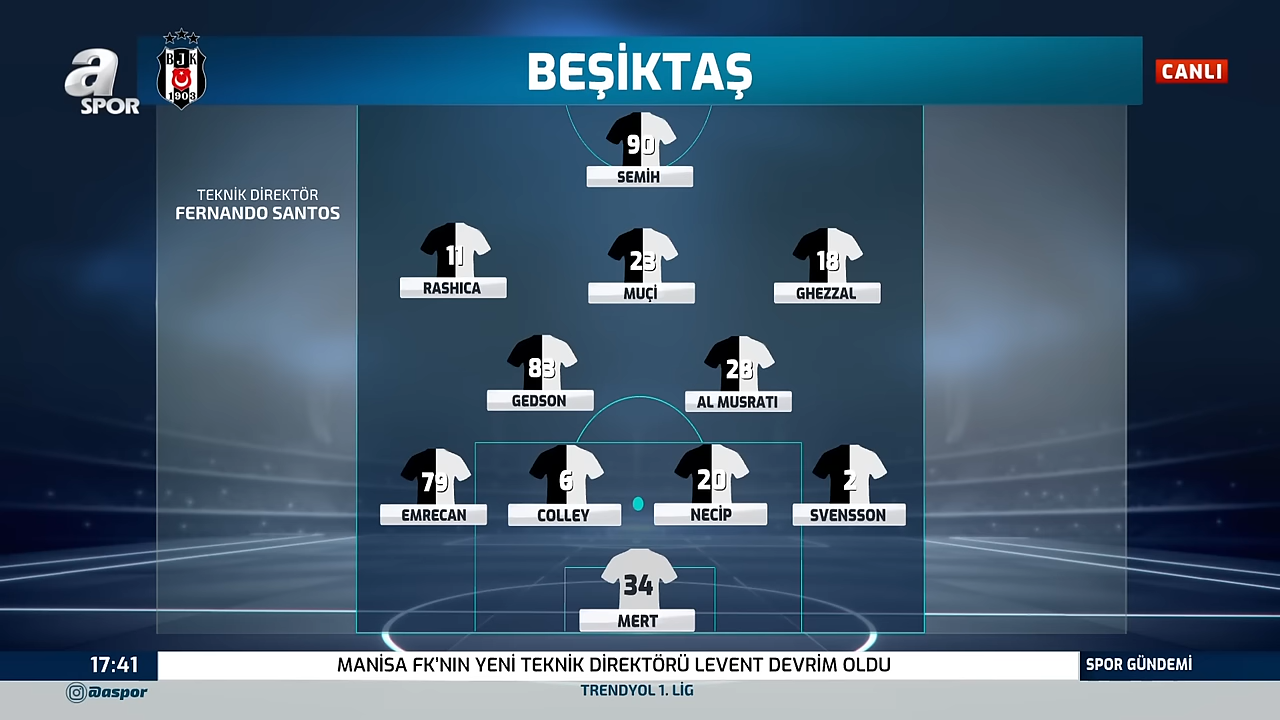 a
SPOR
BJK
1903
BEŞİKTAŞ
CANLI
TEKNİK DİREKTÖR
FERNANDO SANTOS
90
SEMİH
11
RASHICA
23
MUÇİ
18
GHEZZAL
83
GEDSON
28
AL MUSRATI
79
EMRECAN
6
COLLEY
20
NECİP
2
SVENSSON
34
MERT
17:41
MANİSA FK'NIN YENİ TEKNİK DİREKTÖRÜ LEVENT DEVRİM OLDU
SPOR GÜNDEMİ
@aspor
TRENDYOL 1. LİG